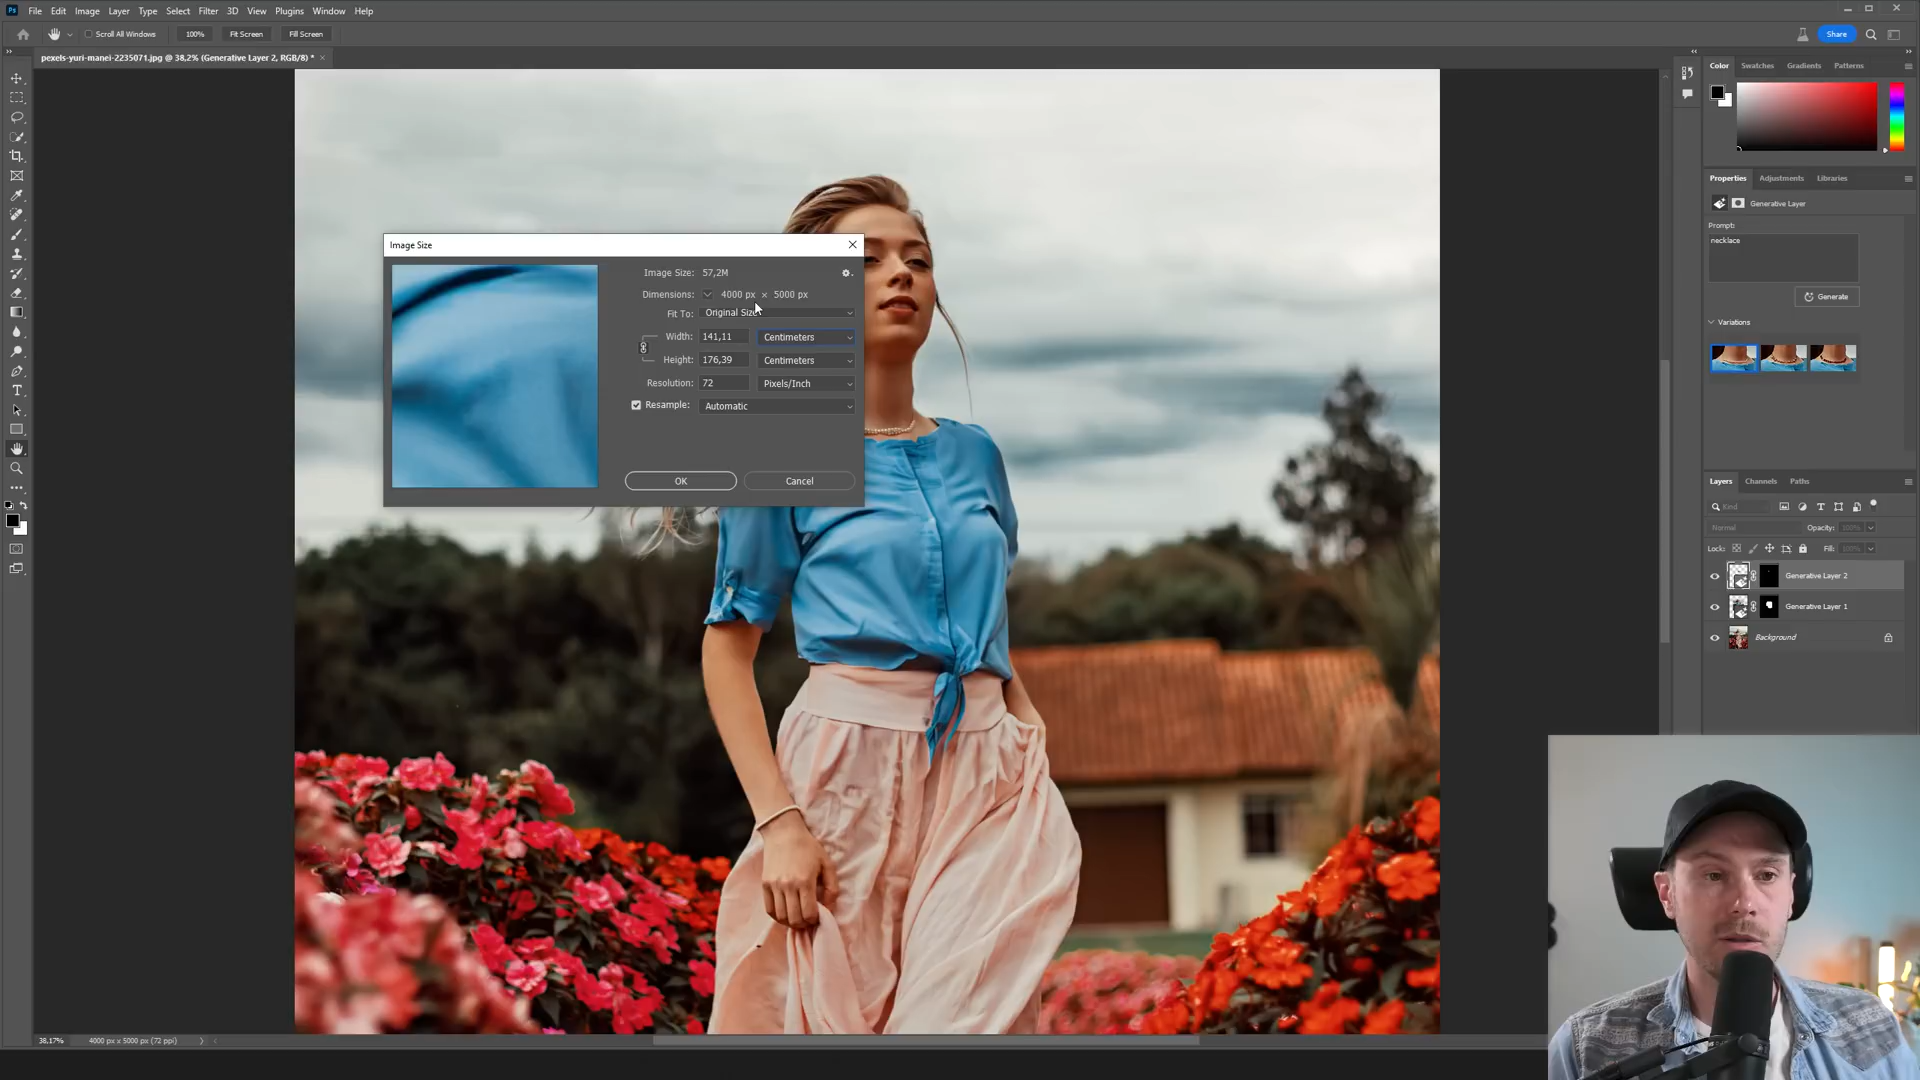 Ps File Edit Image Layer Type Select Filter 3D View Plugins Window Help
Scroll All Windows 100% Fit Screen Fill Screen Share
pexels-yuri-manei-2235071.jpg @ 38,2% (Generative Layer 2, RGB/8) *
Color Swatches Gradients Patterns
Properties Adjustments Libraries
Generative Layer
Prompt:
necklace
Generate
Variations
Image Size
Image Size: 57,2M
Dimensions: 4000 px × 5000 px
Fit To: Original Size
Width: 141,11 Centimeters
Height: 176,39 Centimeters
Resolution: 72 Pixels/Inch
Resample: Automatic
OK Cancel
Layers Channels Paths
Kind
Normal Opacity: 100%
Lock: Fill: 100%
Generative Layer 2
Generative Layer 1
Background
38,17% 4000 px x 5000 px (72 ppi)